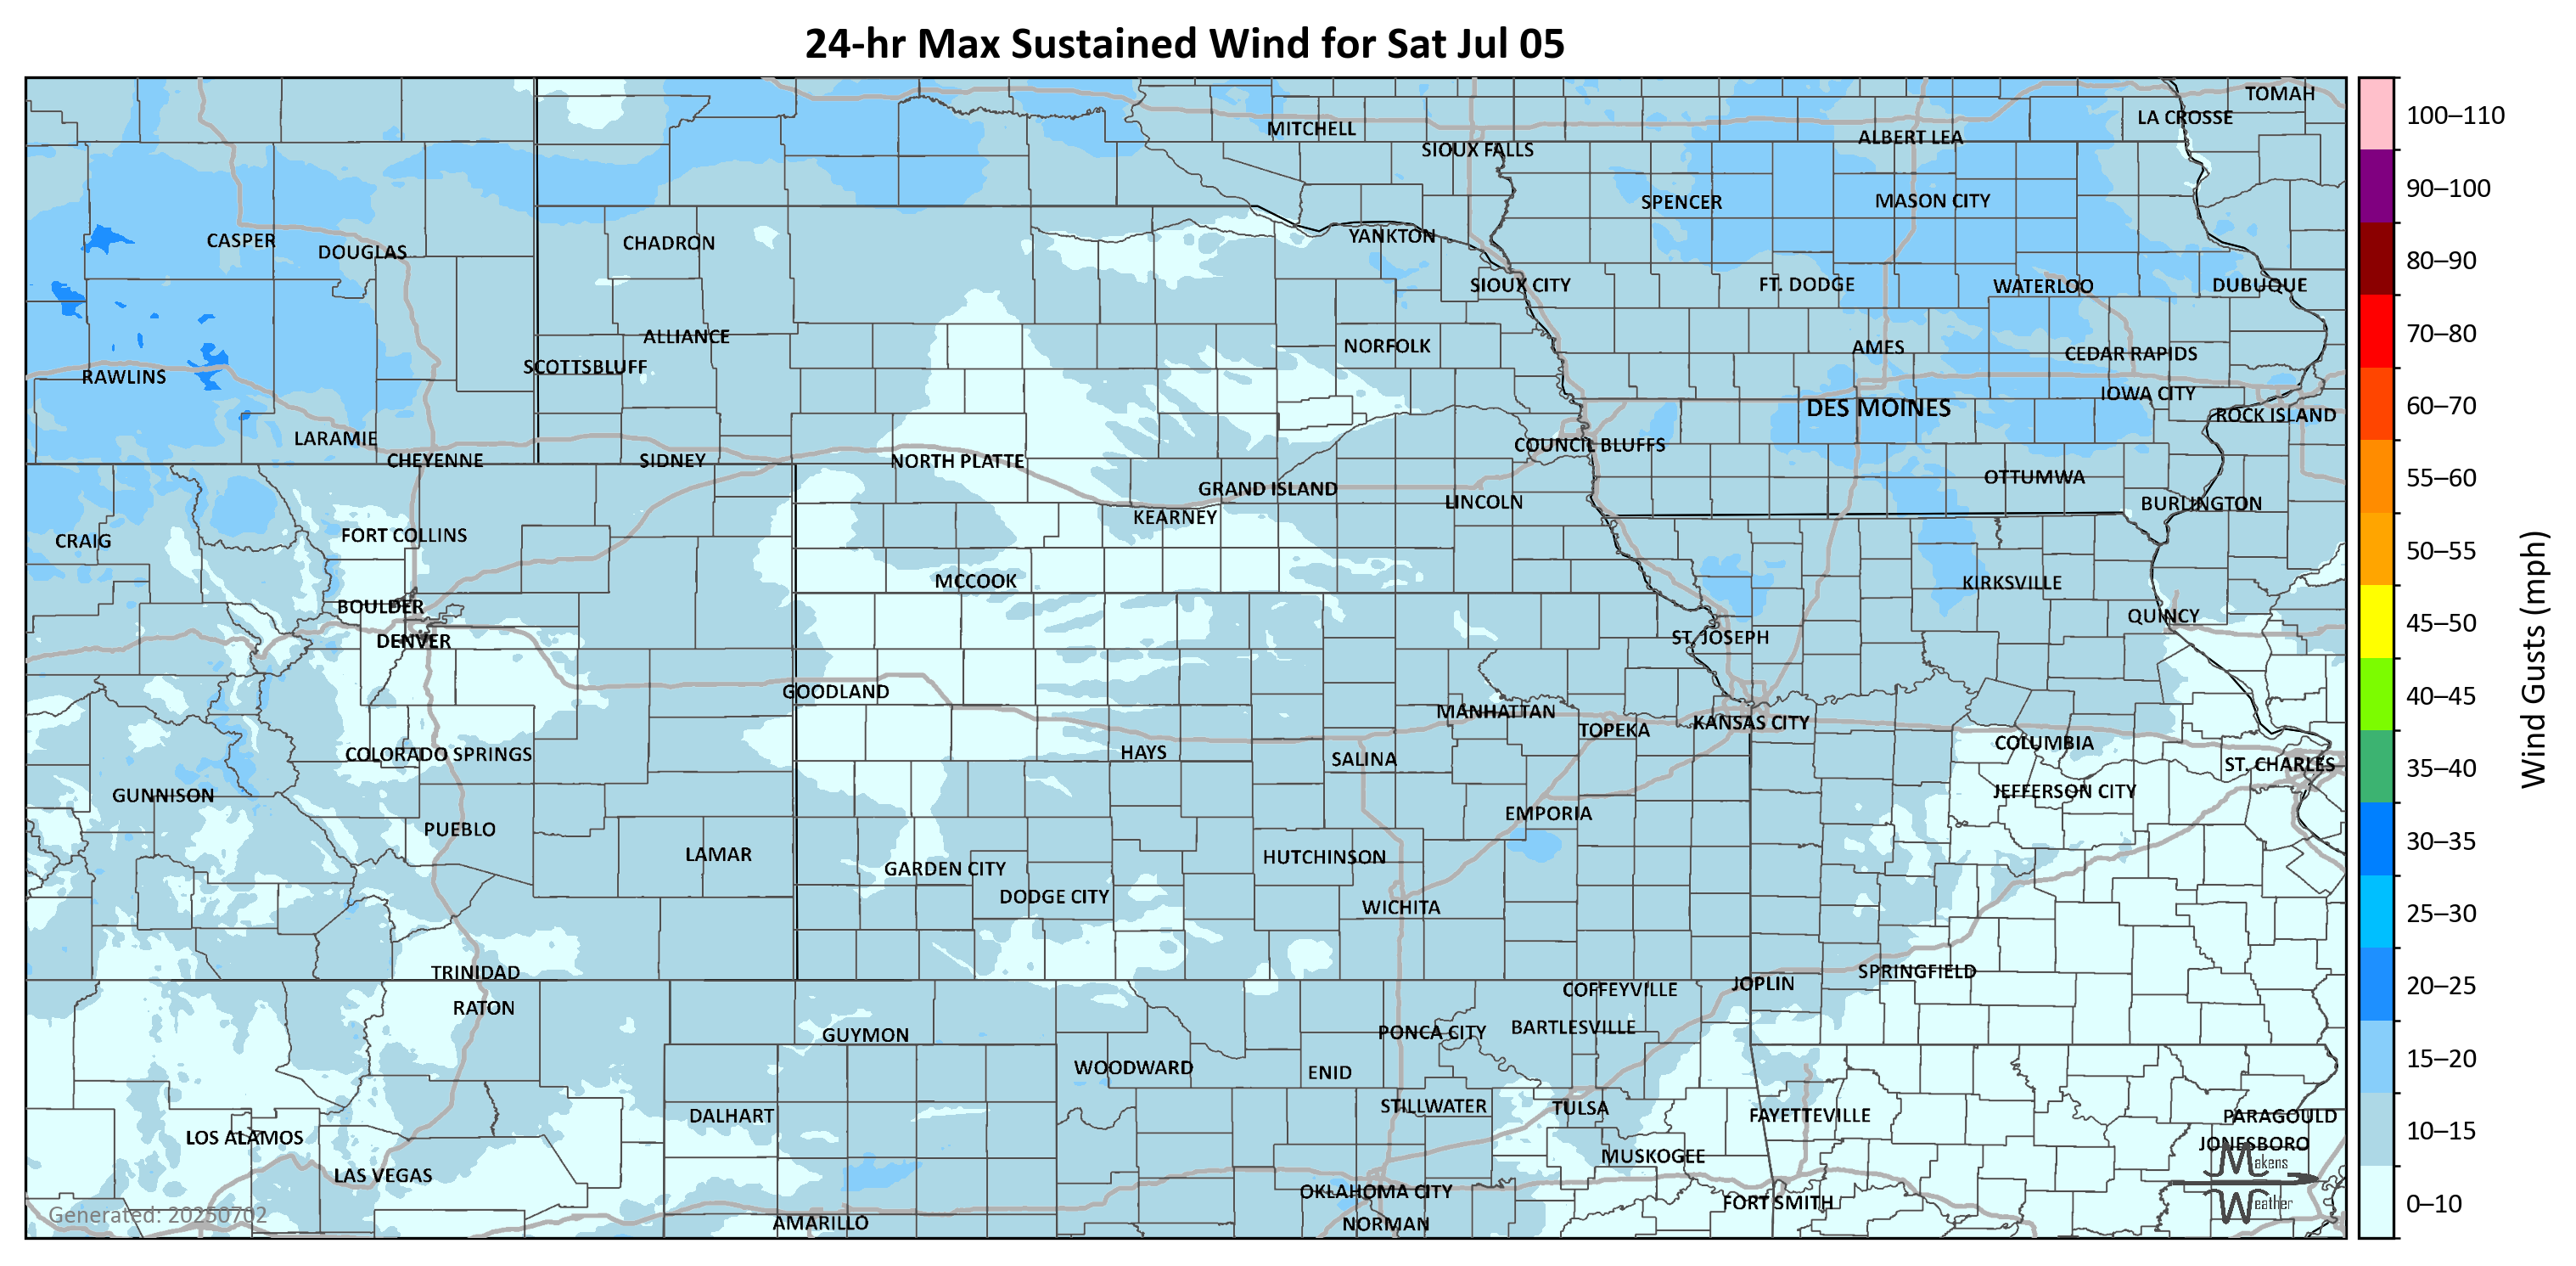 24-hr Max Sustained Wind for Sat Jul 05
TOMAH
LA CROSSE
MITCHELL
ALBERT LEA
SIOUX FALLS
SPENCER
MASON CITY
CASPER
DOUGLAS
CHADRON
YANKTON
SIOUX CITY
FT. DODGE
WATERLOO
DUBUQUE
ALLIANCE
NORFOLK
AMES
CEDAR RAPIDS
SCOTTSBLUFF
RAWLINS
IOWA CITY
DES MOINES
ROCK ISLAND
LARAMIE
COUNCIL BLUFFS
CHEYENNE
SIDNEY
NORTH PLATTE
OTTUMWA
GRAND ISLAND
LINCOLN
BURLINGTON
KEARNEY
FORT COLLINS
CRAIG
MCCOOK
KIRKSVILLE
BOULDER
QUINCY
DENVER
ST. JOSEPH
GOODLAND
MANHATTAN
TOPEKA
KANSAS CITY
COLUMBIA
COLORADO SPRINGS
HAYS
SALINA
ST. CHARLES
GUNNISON
JEFFERSON CITY
EMPORIA
PUEBLO
LAMAR
HUTCHINSON
GARDEN CITY
DODGE CITY
WICHITA
TRINIDAD
SPRINGFIELD
JOPLIN
COFFEYVILLE
RATON
GUYMON
PONCA CITY
BARTLESVILLE
WOODWARD
ENID
STILLWATER
TULSA
DALHART
FAYETTEVILLE
PARAGOULD
LOS ALAMOS
JONESBORO
MUSKOGEE
LAS VEGAS
OKLAHOMA CITY
FORT SMITH
AMARILLO
NORMAN
Generated: 20250702
Makens
Weather
100–110
90–100
80–90
70–80
60–70
55–60
50–55
45–50
40–45
35–40
30–35
25–30
20–25
15–20
10–15
0–10
Wind Gusts (mph)